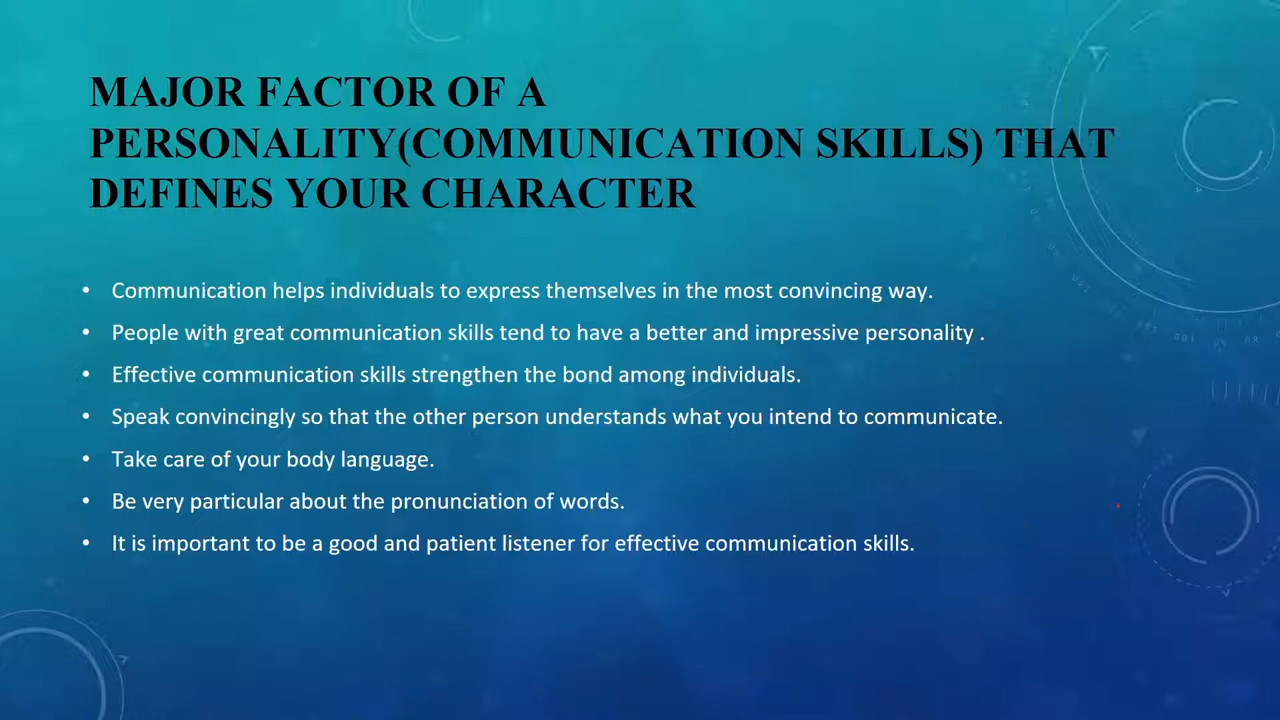 MAJOR FACTOR OF A
PERSONALITY(COMMUNICATION SKILLS) THAT
DEFINES YOUR CHARACTER
• Communication helps individuals to express themselves in the most convincing way.
• People with great communication skills tend to have a better and impressive personality .
• Effective communication skills strengthen the bond among individuals.
• Speak convincingly so that the other person understands what you intend to communicate.
• Take care of your body language.
• Be very particular about the pronunciation of words.
• It is important to be a good and patient listener for effective communication skills.